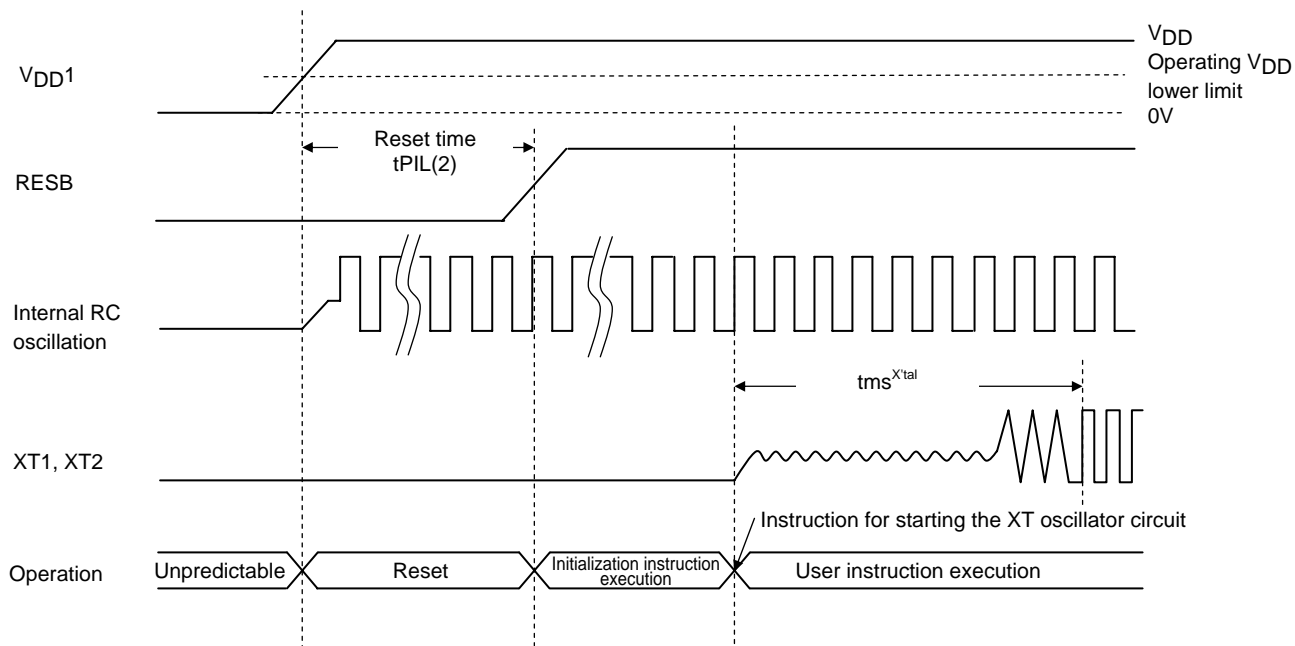 VDD1
VDD
Operating VDD
lower limit
0V
Reset time
tPIL(2)
RESB
Internal RC
oscillation
tmsX'tal
XT1, XT2
Instruction for starting the XT oscillator circuit
Operation
Unpredictable
Reset
Initialization instruction
execution
User instruction execution